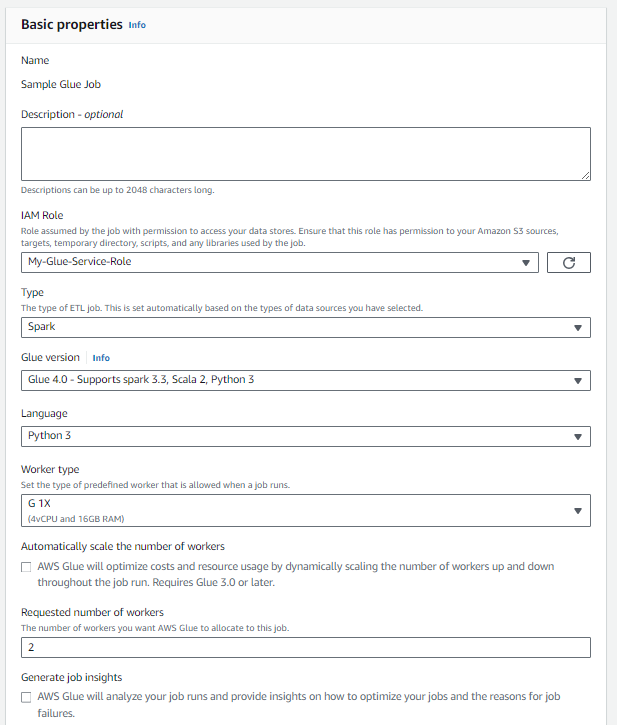 Basic properties Info
Name
Sample Glue Job
Description - optional
Descriptions can be up to 2048 characters long.
IAM Role
Role assumed by the job with permission to access your data stores. Ensure that this role has permission to your Amazon S3 sources,
targets, temporary directory, scripts, and any libraries used by the job.
My-Glue-Service-Role
Type
The type of ETL job. This is set automatically based on the types of data sources you have selected.
Spark
Glue version Info
Glue 4.0 - Supports spark 3.3, Scala 2, Python 3
Language
Python 3
Worker type
Set the type of predefined worker that is allowed when a job runs.
G 1X
(4vCPU and 16GB RAM)
Automatically scale the number of workers
AWS Glue will optimize costs and resource usage by dynamically scaling the number of workers up and down
throughout the job run. Requires Glue 3.0 or later.
Requested number of workers
The number of workers you want AWS Glue to allocate to this job.
2
Generate job insights
AWS Glue will analyze your job runs and provide insights on how to optimize your jobs and the reasons for job
failures.